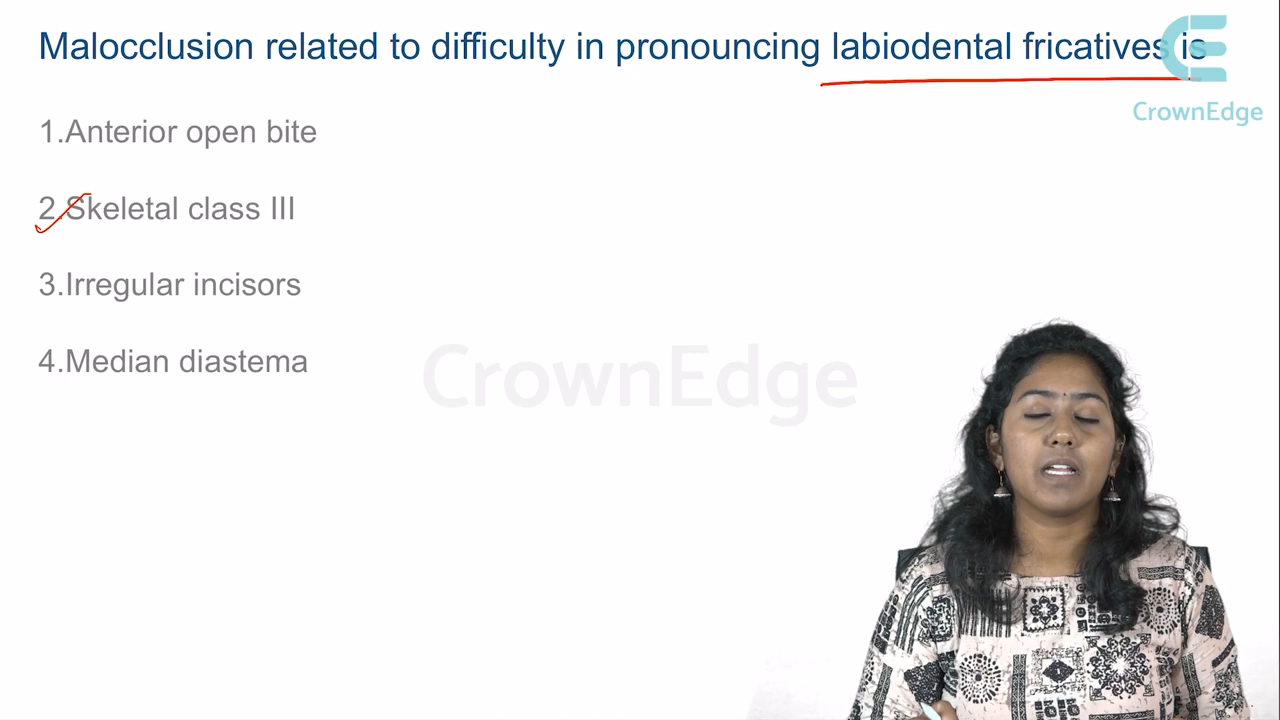 Malocclusion related to difficulty in pronouncing labiodental fricatives is
CrownEdge
1.Anterior open bite
2.Skeletal class III
3.Irregular incisors
4.Median diastema
CrownEdge